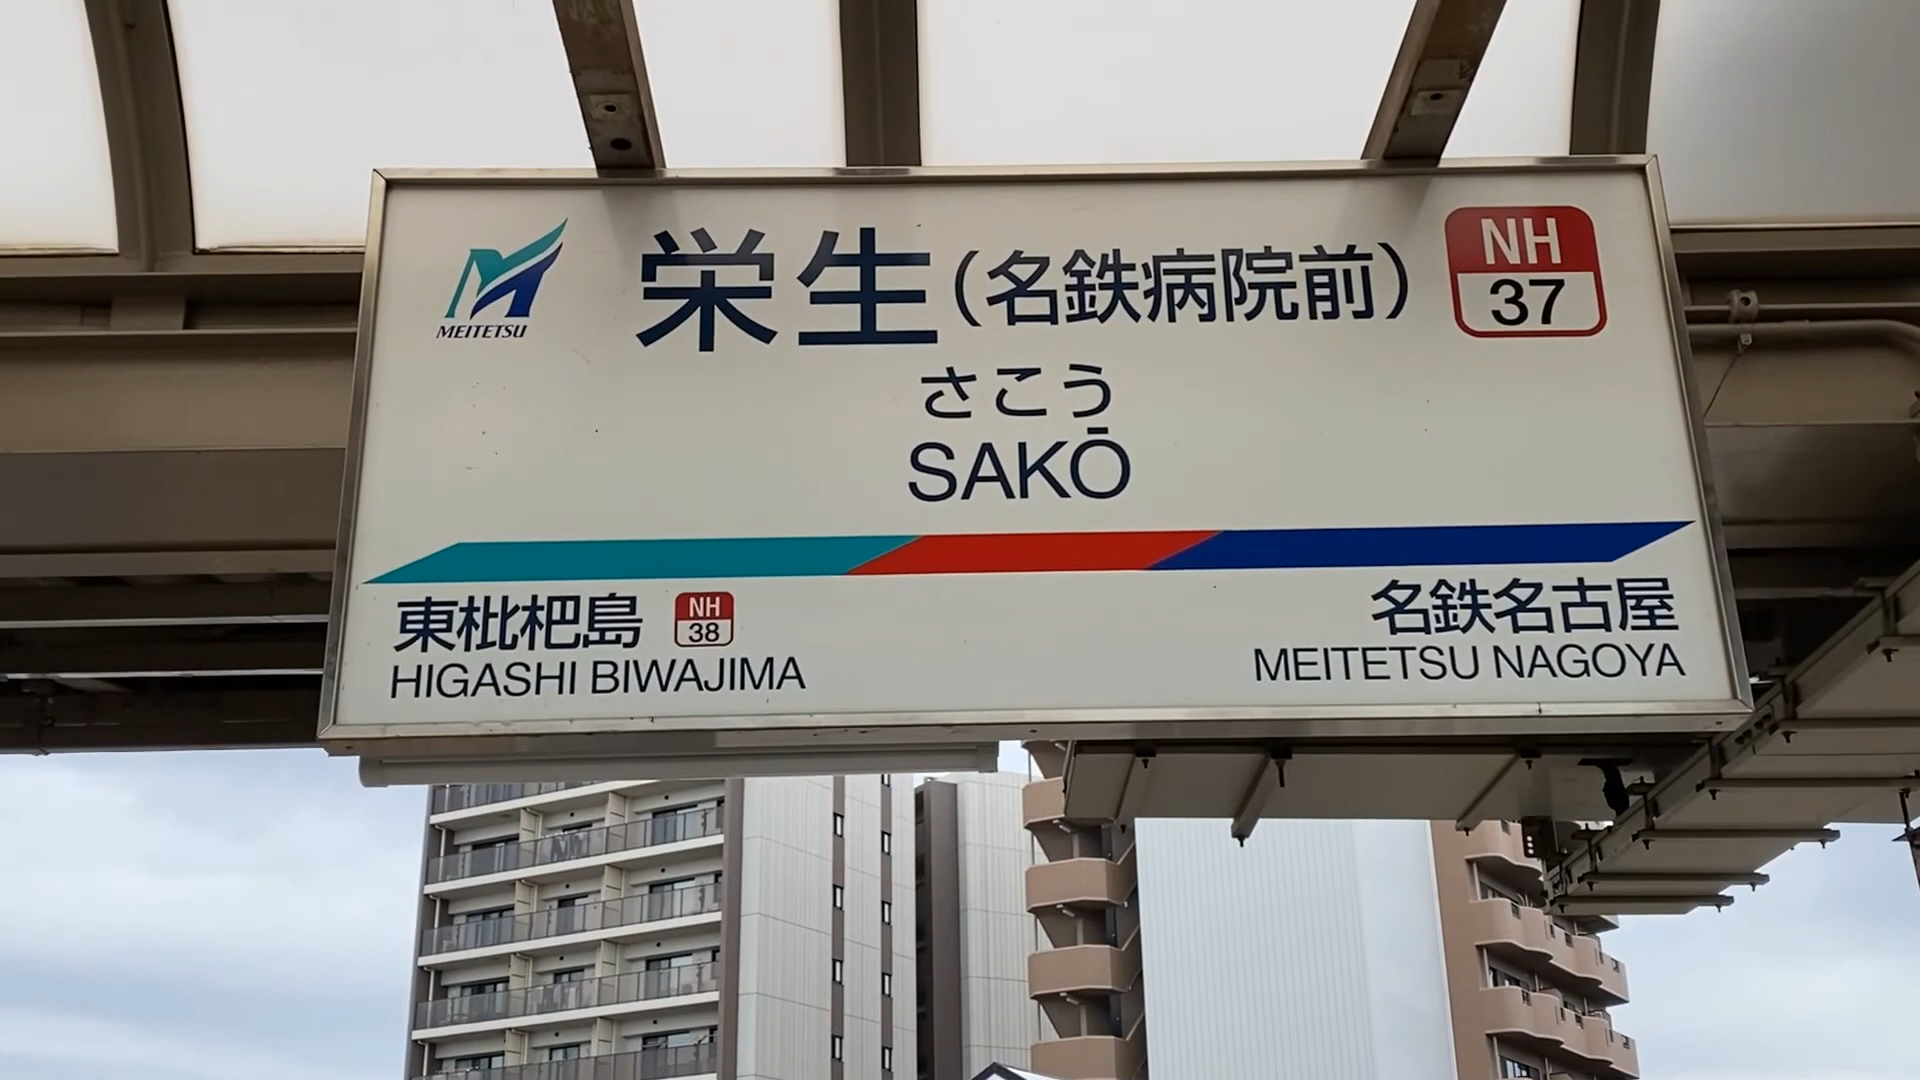 MEITETSU
栄生(名鉄病院前)
NH
37
さこう
SAKŌ
東枇杷島
NH
38
HIGASHI BIWAJIMA
名鉄名古屋
MEITETSU NAGOYA